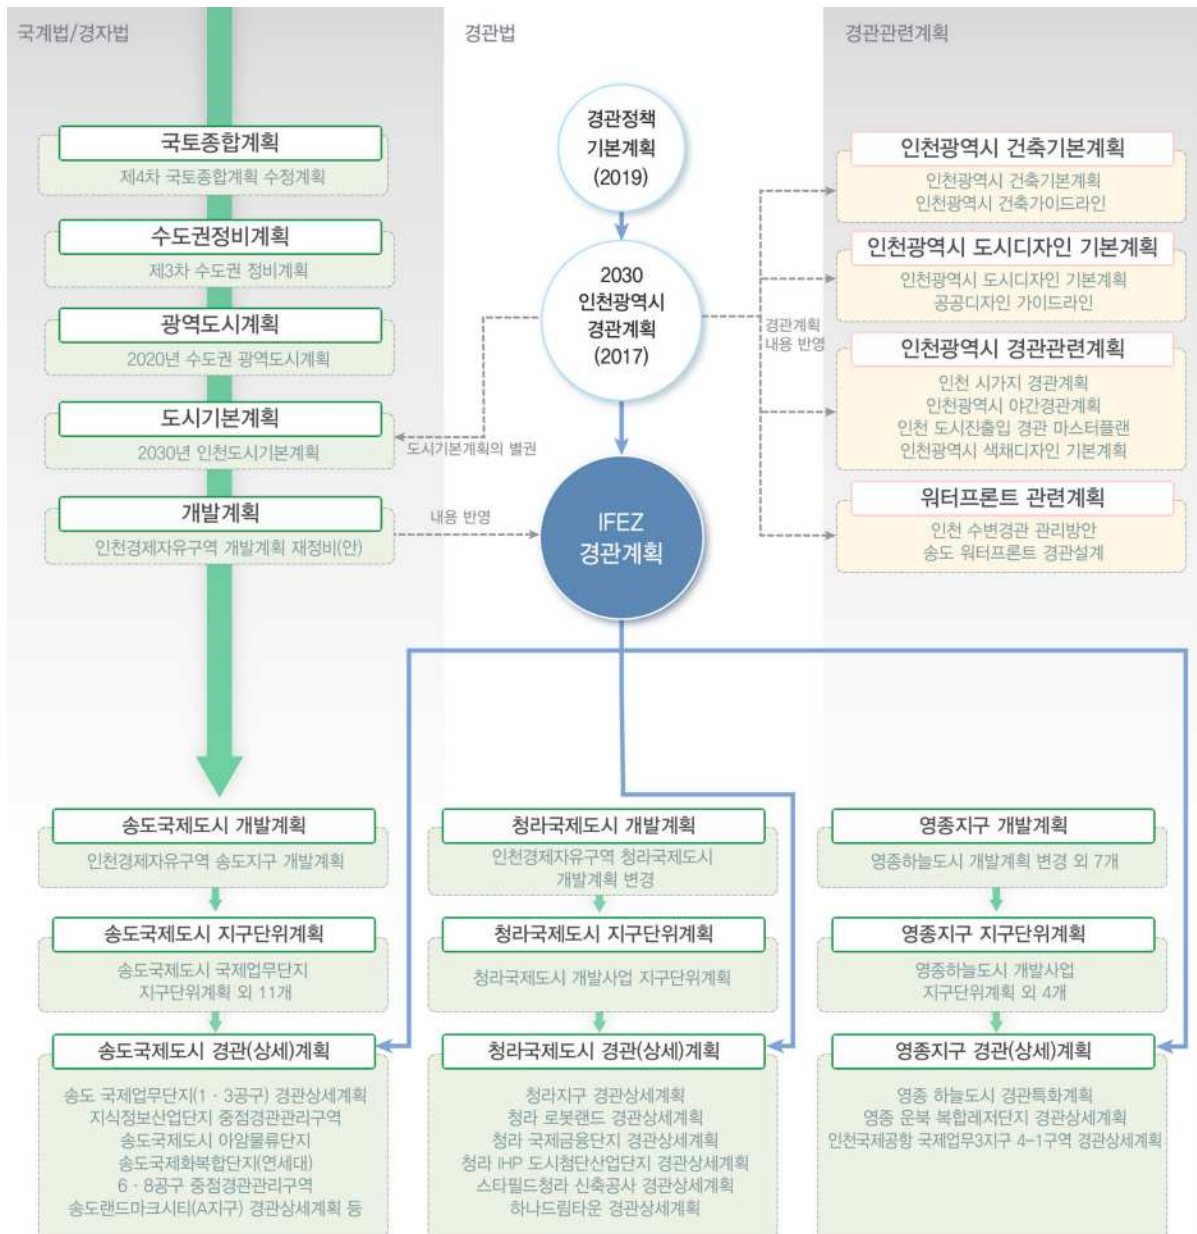 국계법/경자법
경관법
경관관련계획
국토종합계획
제4차 국토종합계획 수정계획
수도권정비계획
제3차 수도권 정비계획
광역도시계획
2020년 수도권 광역도시계획
도시기본계획
2030년 인천도시기본계획
개발계획
인천경제자유구역 개발계획 재정비(안)
경관정책
기본계획
(2019)
2030
인천광역시
경관계획
(2017)
도시기본계획의 별권
내용 반영
IFEZ
경관계획
경관계획
내용 반영
인천광역시 건축기본계획
인천광역시 건축기본계획
인천광역시 건축가이드라인
인천광역시 도시디자인 기본계획
인천광역시 도시디자인 기본계획
공공디자인 가이드라인
인천광역시 경관관련계획
인천 시가지 경관계획
인천광역시 야간경관계획
인천 도시진출입 경관 마스터플랜
인천광역시 색채디자인 기본계획
워터프론트 관련계획
인천 수변경관 관리방안
송도 워터프론트 경관설계
송도국제도시 개발계획
인천경제자유구역 송도지구 개발계획
송도국제도시 지구단위계획
송도국제도시 국제업무단지
지구단위계획 외 11개
송도국제도시 경관(상세)계획
송도 국제업무단지(1 · 3공구) 경관상세계획
지식정보산업단지 중점경관관리구역
송도국제도시 아암물류단지
송도국제화복합단지(연세대)
6 · 8공구 중점경관관리구역
송도랜드마크시티(A지구) 경관상세계획 등
청라국제도시 개발계획
인천경제자유구역 청라국제도시
개발계획 변경
청라국제도시 지구단위계획
청라국제도시 개발사업 지구단위계획
청라국제도시 경관(상세)계획
청라지구 경관상세계획
청라 로봇랜드 경관상세계획
청라 국제금융단지 경관상세계획
청라 IHP 도시첨단산업단지 경관상세계획
스타필드청라 신축공사 경관상세계획
하나드림타운 경관상세계획
영종지구 개발계획
영종하늘도시 개발계획 변경 외 7개
영종지구 지구단위계획
영종하늘도시 개발사업
지구단위계획 외 4개
영종지구 경관(상세)계획
영종 하늘도시 경관특화계획
영종 운북 복합레저단지 경관상세계획
인천국제공항 국제업무3지구 4-1구역 경관상세계획